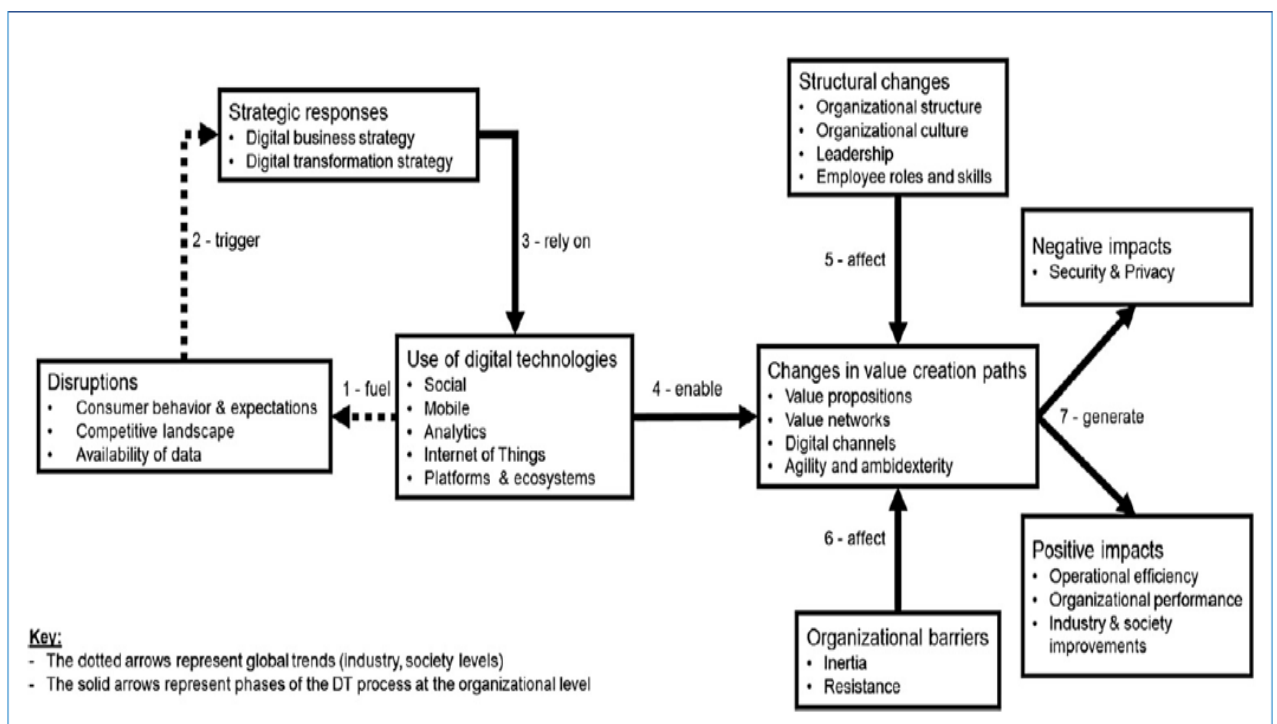 Structural changes
• Organizational structure
• Organizational culture
• Leadership
• Employee roles and skills
Strategic responses
• Digital business strategy
• Digital transformation strategy
2 - trigger
3 - rely on
5 - affect
Negative impacts
• Security & Privacy
Disruptions
• Consumer behavior & expectations
• Competitive landscape
• Availability of data
1 - fuel
Use of digital technologies
• Social
• Mobile
• Analytics
• Internet of Things
• Platforms & ecosystems
4 - enable
Changes in value creation paths
• Value propositions
• Value networks
• Digital channels
• Agility and ambidexterity
7 - generate
6 - affect
Positive impacts
• Operational efficiency
• Organizational performance
• Industry & society
improvements
Organizational barriers
• Inertia
• Resistance
Key:
- The dotted arrows represent global trends (industry, society levels)
- The solid arrows represent phases of the DT process at the organizational level